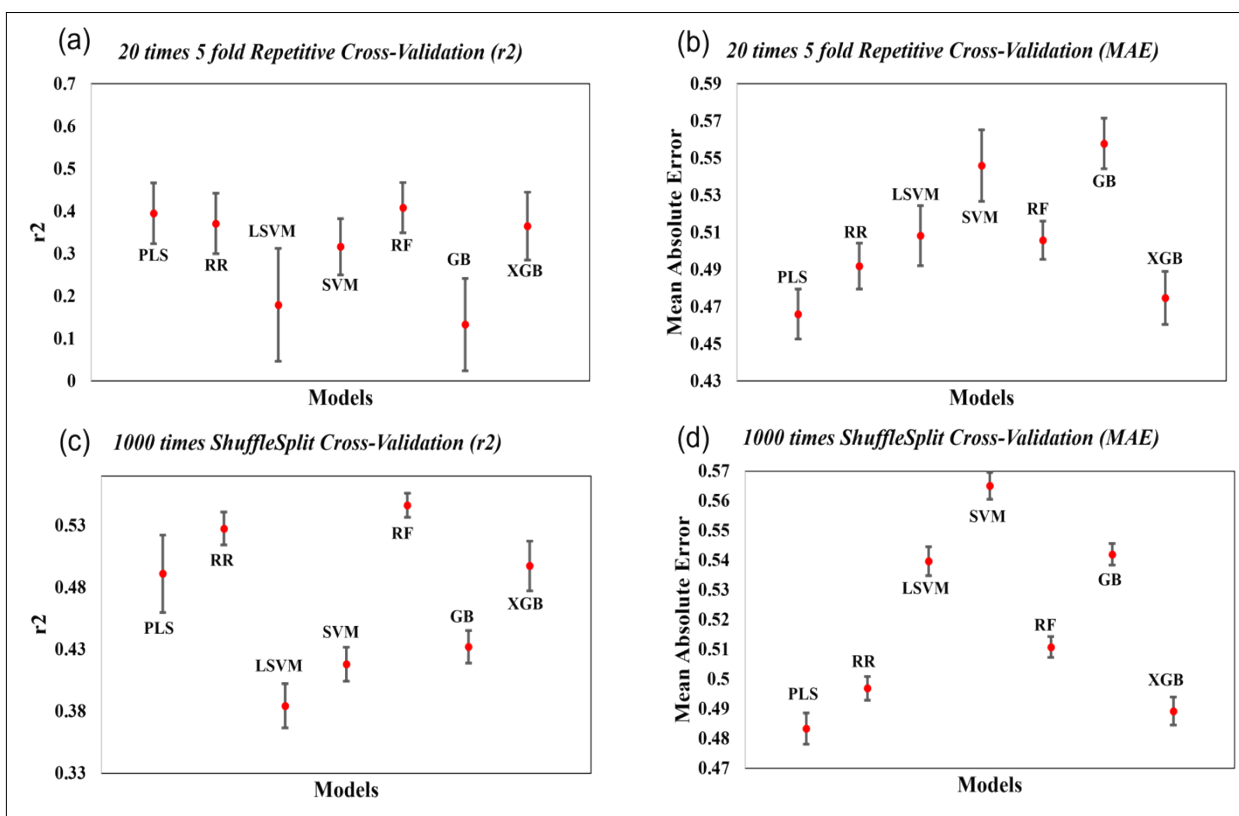 (a)
20 times 5 fold Repetitive Cross-Validation (r2)
0.7
0.6
0.5
0.4
0.3
0.2
0.1
0
r2
PLS
RR
LSVM
SVM
RF
GB
XGB
Models
(b)
20 times 5 fold Repetitive Cross-Validation (MAE)
0.59
0.57
0.55
0.53
0.51
0.49
0.47
0.45
0.43
Mean Absolute Error
PLS
RR
LSVM
SVM
RF
GB
XGB
Models
(c)
1000 times ShuffleSplit Cross-Validation (r2)
0.53
0.48
0.43
0.38
0.33
r2
PLS
RR
LSVM
SVM
RF
GB
XGB
Models
(d)
1000 times ShuffleSplit Cross-Validation (MAE)
0.57
0.56
0.55
0.54
0.53
0.52
0.51
0.5
0.49
0.48
0.47
Mean Absolute Error
PLS
RR
LSVM
SVM
RF
GB
XGB
Models